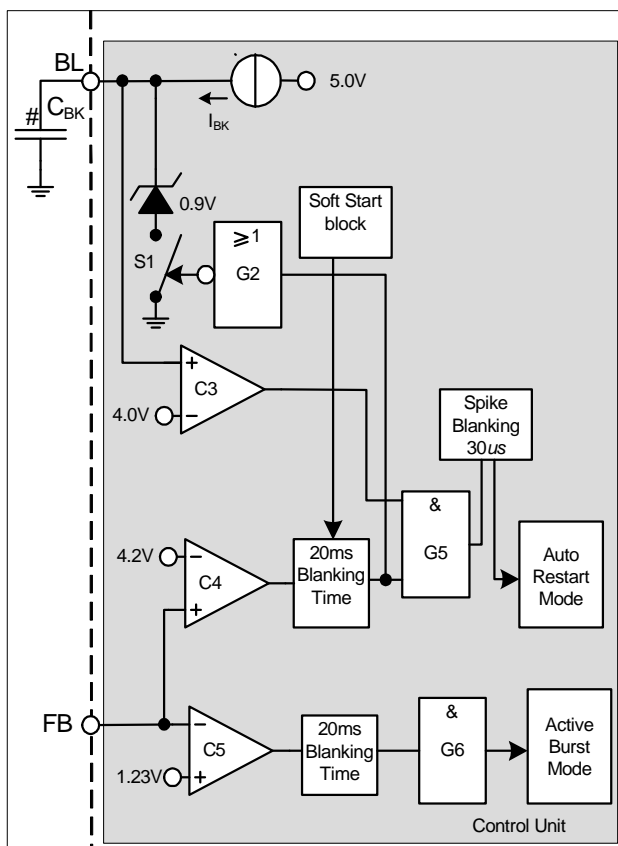 BL
5.0V
#
C_BK
I_BK
0.9V
Soft Start
block
S1
≥1
G2
+
C3
4.0V
−
Spike
Blanking
30us
&
G5
4.2V
−
C4
+
20ms
Blanking
Time
Auto
Restart
Mode
FB
−
C5
1.23V
+
20ms
Blanking
Time
&
G6
Active
Burst
Mode
Control Unit